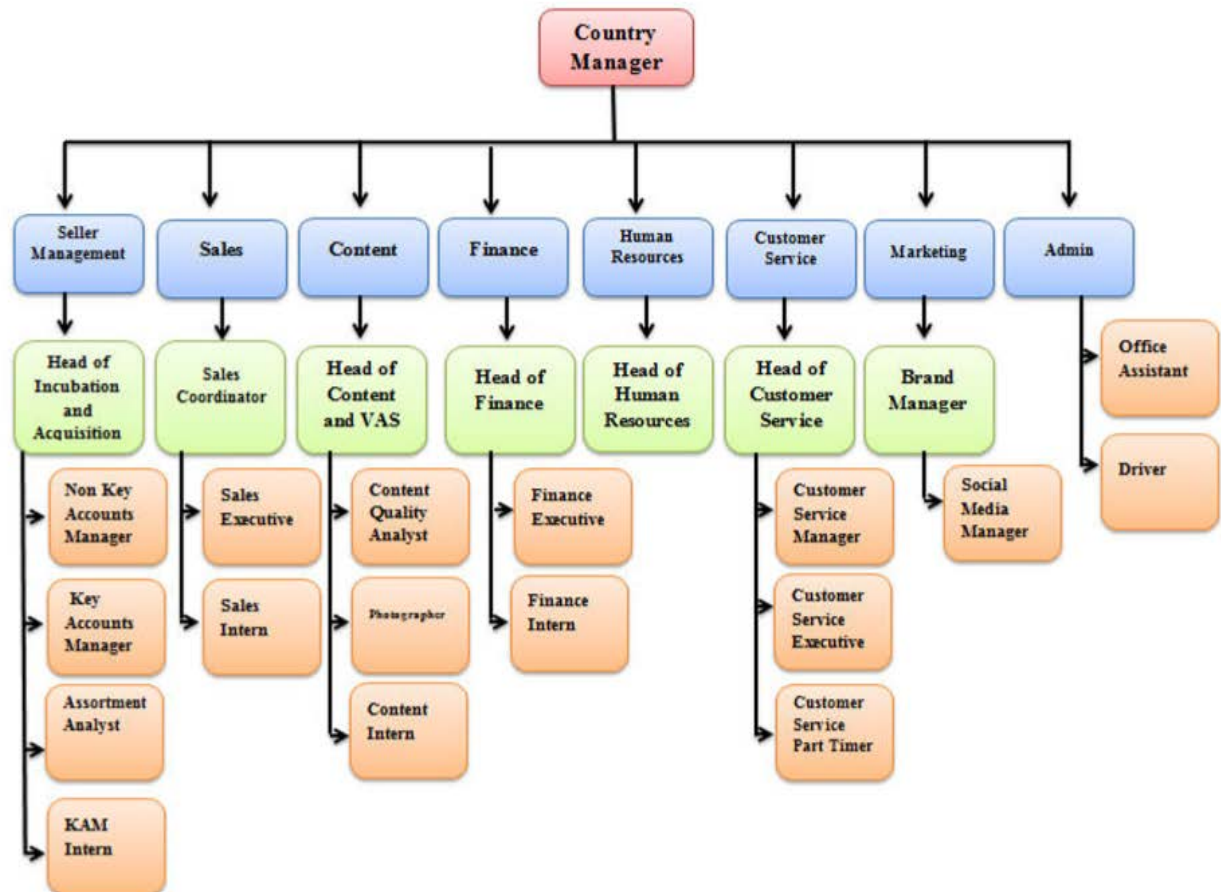 Country
Manager
Seller
Management
Sales
Content
Finance
Human
Resources
Customer
Service
Marketing
Admin
Head of
Incubation
and
Acquisition
Sales
Coordinator
Head of
Content
and VAS
Head of
Finance
Head of
Human
Resources
Head of
Customer
Service
Brand
Manager
Office
Assistant
Driver
Non Key
Accounts
Manager
Key
Accounts
Manager
Assortment
Analyst
KAM
Intern
Sales
Executive
Sales
Intern
Content
Quality
Analyst
Photographer
Content
Intern
Finance
Executive
Finance
Intern
Customer
Service
Manager
Customer
Service
Executive
Customer
Service
Part Timer
Social
Media
Manager